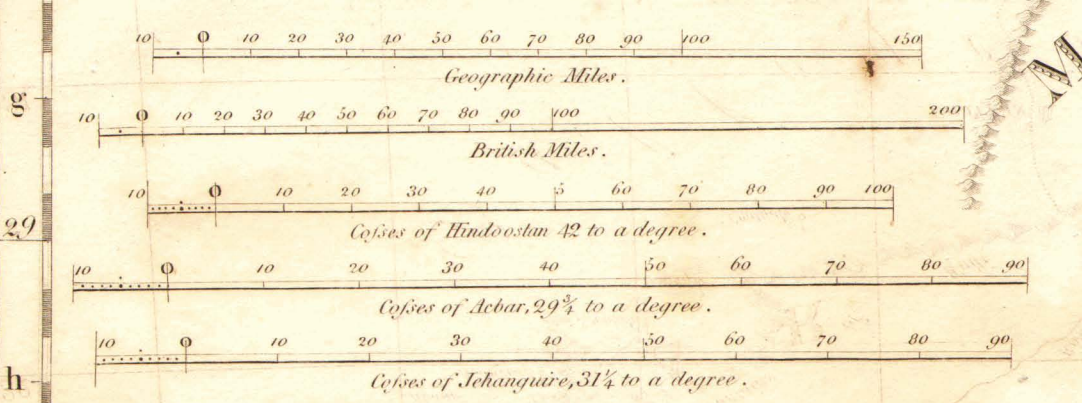 10 0 10 20 30 40 50 60 70 80 90 100 150
Geographic Miles.
M
g
10 0 10 20 30 40 50 60 70 80 90 100 200
British Miles.
10 0 10 20 30 40 5 60 70 80 90 100
29
Coſses of Hindoostan 42 to a degree.
10 0 10 20 30 40 50 60 70 80 90
Coſses of Acbar, 29¾ to a degree.
10 0 10 20 30 40 50 60 70 80 90
h
Coſses of Jehanguire, 31¼ to a degree.